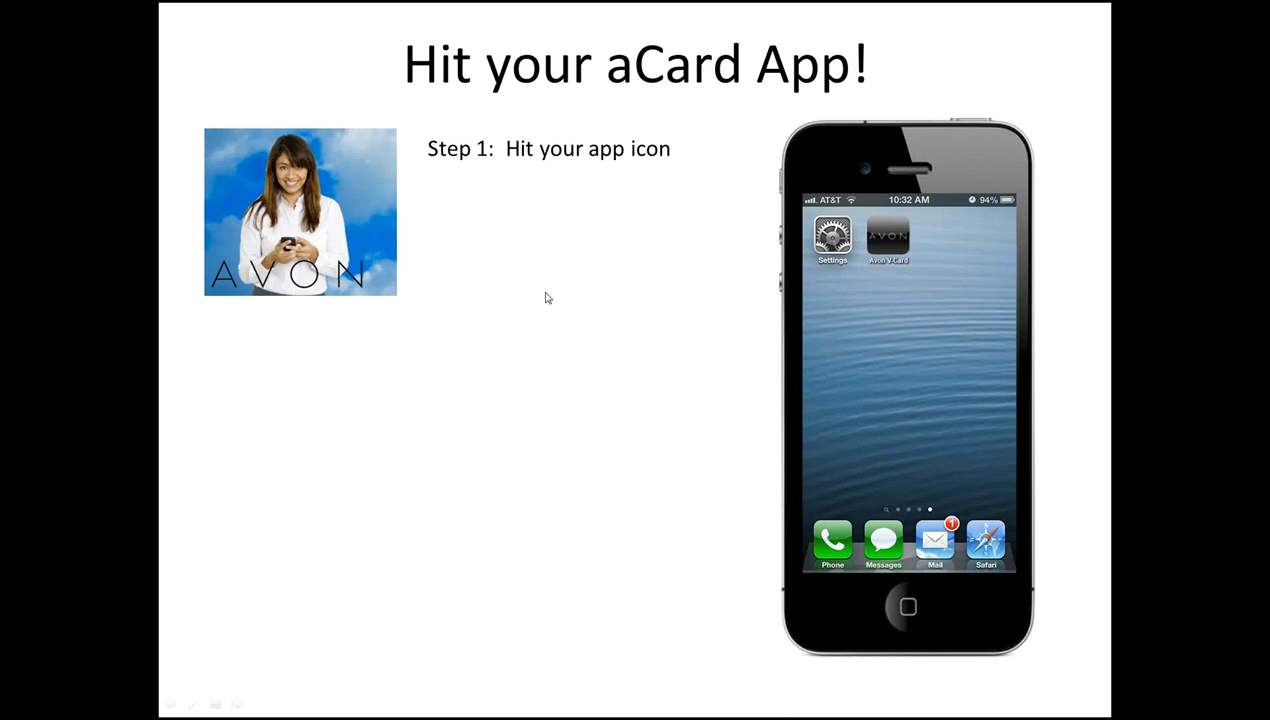 Hit your aCard App!
AVON
Step 1: Hit your app icon
AT&T 10:32 AM 94%
AVON
Settings Avon V-Card
1
Phone Messages Mail Safari